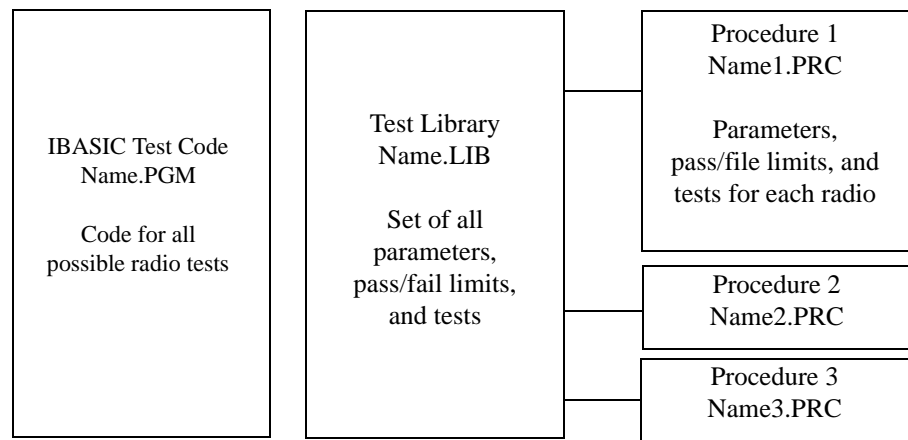 IBASIC Test Code
Name.PGM
Code for all
possible radio tests
Test Library
Name.LIB
Set of all
parameters,
pass/fail limits,
and tests
Procedure 1
Name1.PRC
Parameters,
pass/file limits, and
tests for each radio
Procedure 2
Name2.PRC
Procedure 3
Name3.PRC